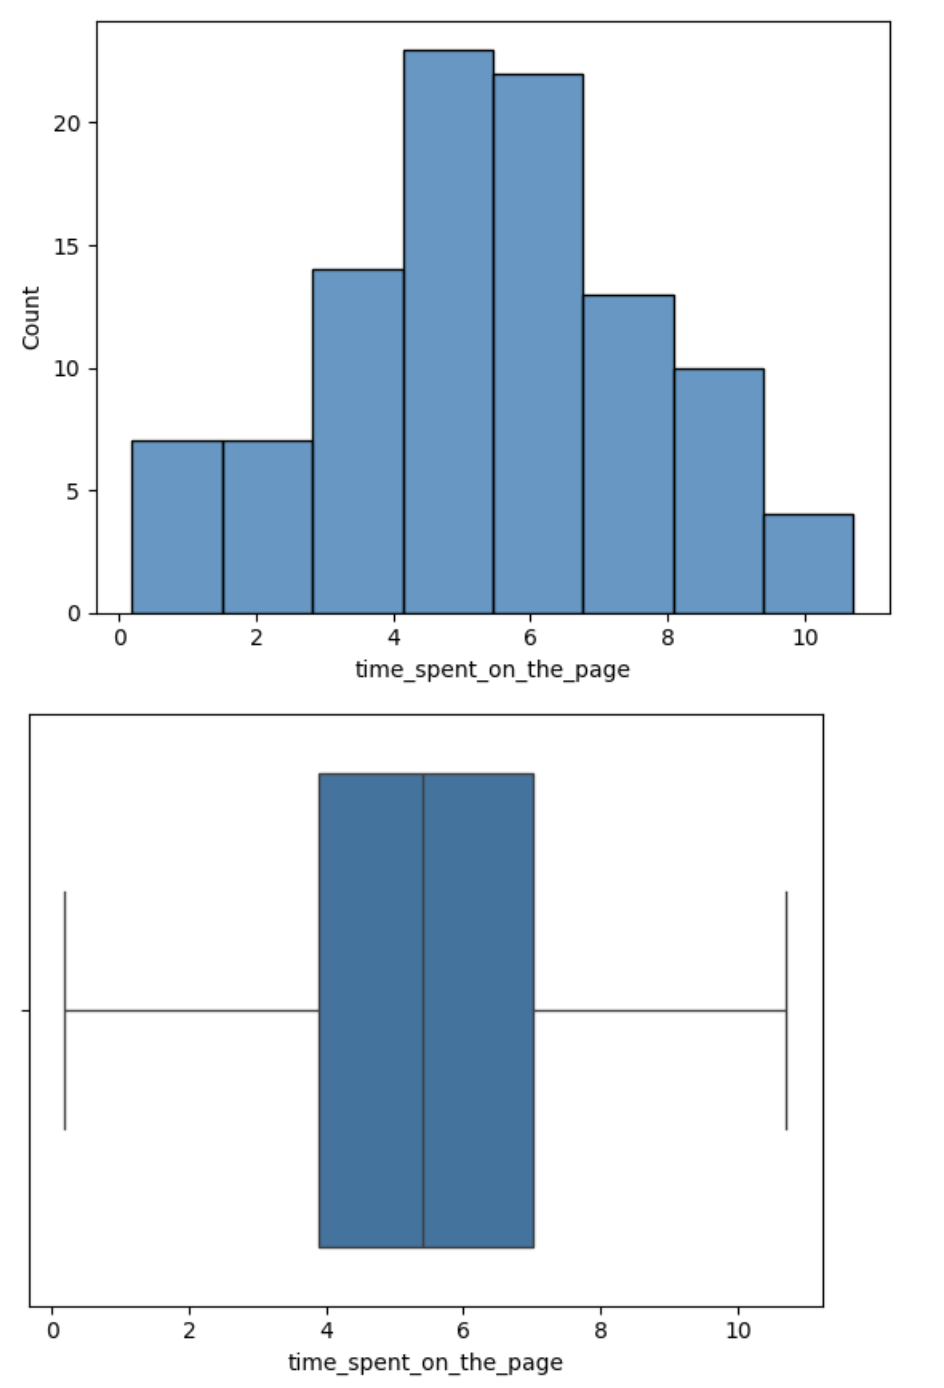 20
15
10
5
0
Count
0 2 4 6 8 10
time_spent_on_the_page
0 2 4 6 8 10
time_spent_on_the_page